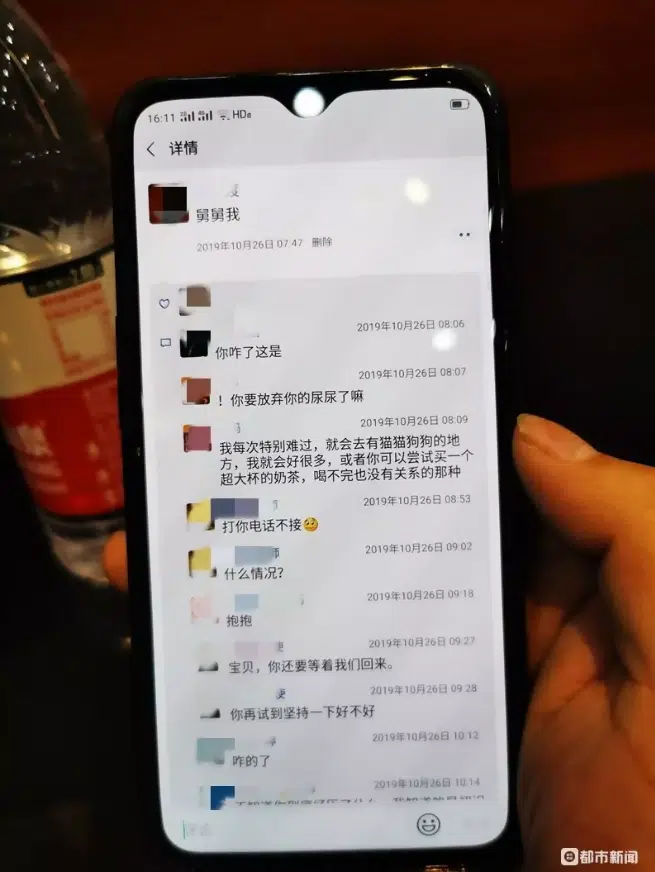 16:11
HD
详情
舅舅我
2019年10月26日 07:47 删除
2019年10月26日 08:06
你咋了这是
2019年10月26日 08:07
！你要放弃你的尿尿了嘛
2019年10月26日 08:09
我每次特别难过，就会去有猫猫狗狗的地
方，我就会好很多，或者你可以尝试买一个
超大杯的奶茶，喝不完也没有关系的那种
2019年10月26日 08:53
打你电话不接
2019年10月26日 09:02
什么情况?
2019年10月26日 09:18
抱抱
2019年10月26日 09:27
宝贝，你还要等着我们回来。
2019年10月26日 09:28
你再试到坚持一下好不好
2019年10月26日 10:12
咋的了
2019年10月26日 10:14
都市新闻